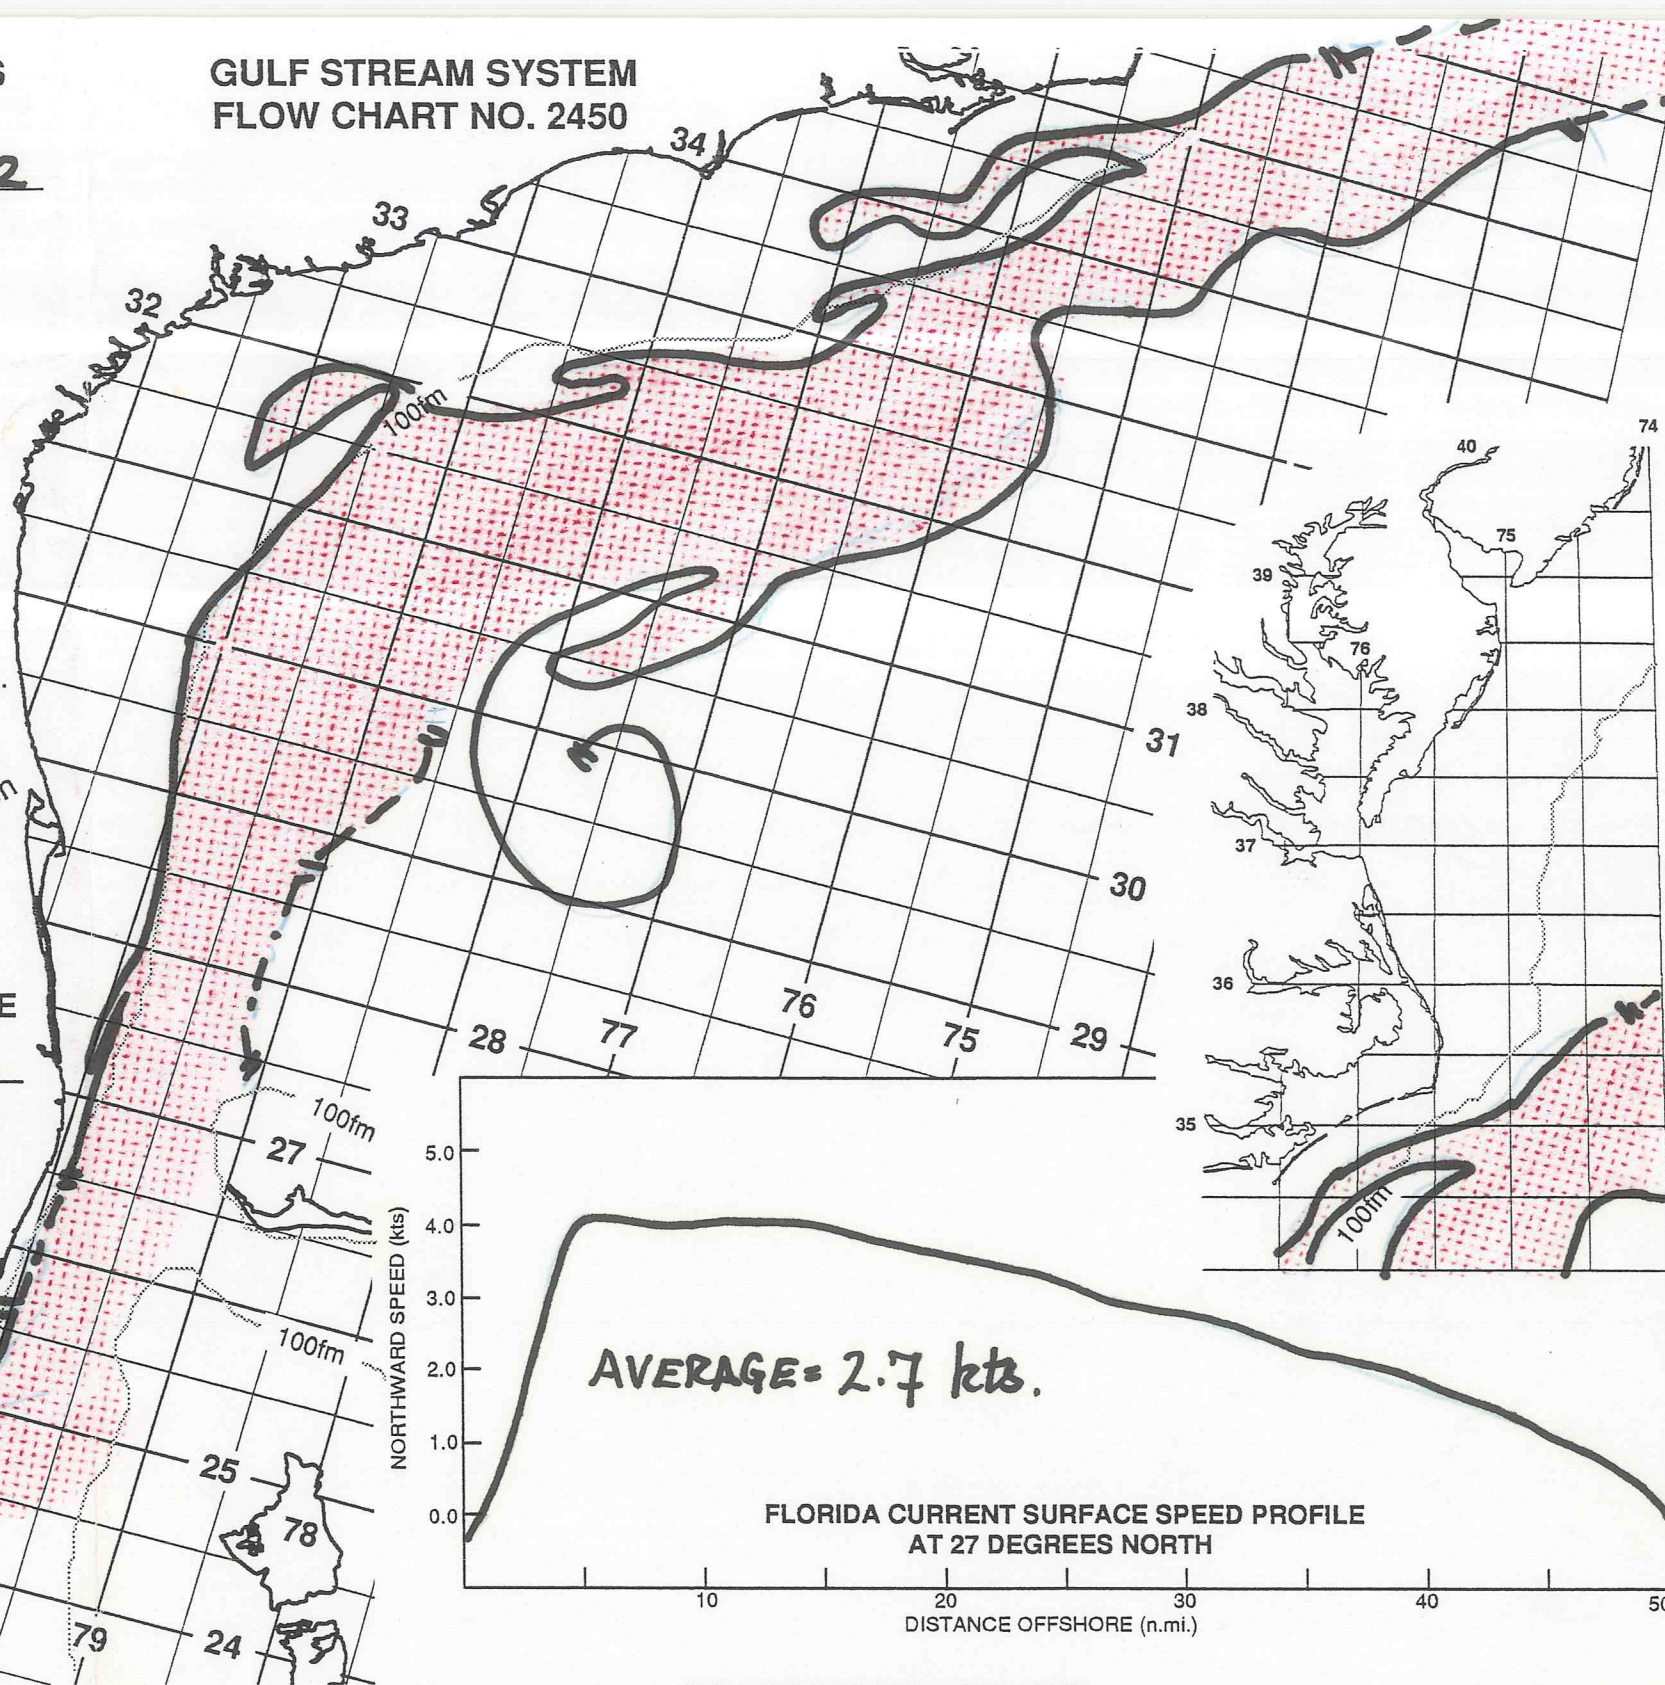 GULF STREAM SYSTEM
FLOW CHART NO. 2450
2
34
33
32
100fm
74
40
75
39
76
38
31
37
30
36
76
28
77
75
29
E
100fm
35
27
100fm
5.0
4.0
3.0
100fm
2.0
AVERAGE = 2.7 kts.
1.0
NORTHWARD SPEED (kts)
25
0.0
FLORIDA CURRENT SURFACE SPEED PROFILE
AT 27 DEGREES NORTH
78
10
20
30
40
DISTANCE OFFSHORE (n.mi.)
79
24